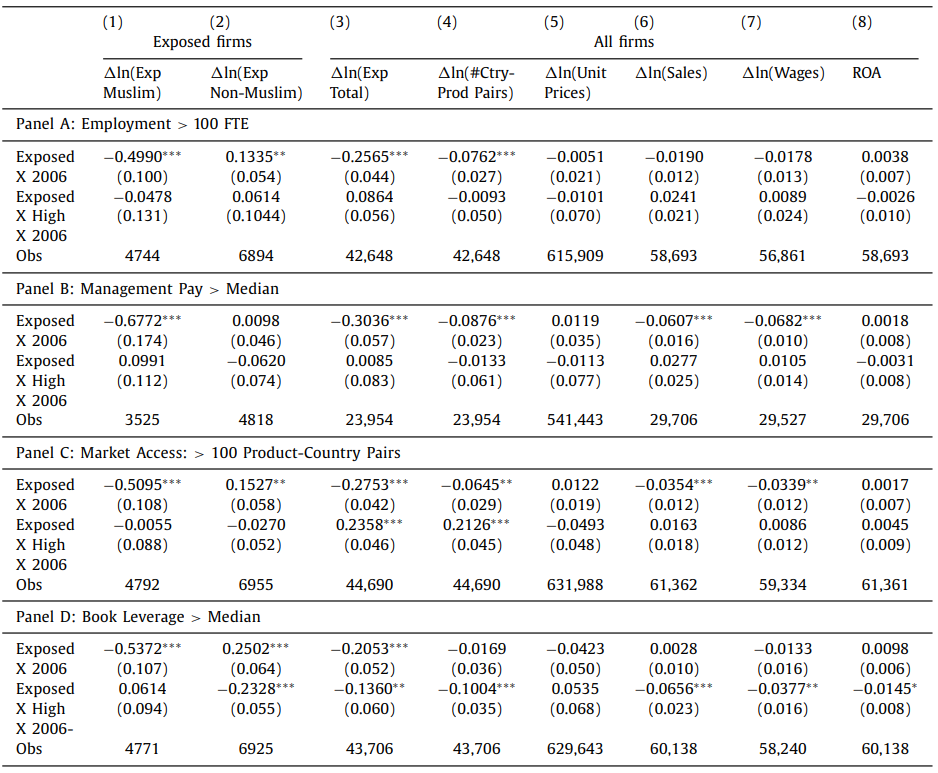 (1) (2) (3) (4) (5) (6) (7) (8)
Exposed firms All firms
Δln(Exp Δln(Exp Δln(Exp Δln(#Ctry- Δln(Unit Δln(Sales) Δln(Wages) ROA
Muslim) Non-Muslim) Total) Prod Pairs) Prices)
Panel A: Employment > 100 FTE
Exposed −0.4990*** 0.1335** −0.2565*** −0.0762*** −0.0051 −0.0190 −0.0178 0.0038
X 2006 (0.100) (0.054) (0.044) (0.027) (0.021) (0.012) (0.013) (0.007)
Exposed −0.0478 0.0614 0.0864 −0.0093 −0.0101 0.0241 0.0089 −0.0026
X High (0.131) (0.1044) (0.056) (0.050) (0.070) (0.021) (0.024) (0.010)
X 2006
Obs 4744 6894 42,648 42,648 615,909 58,693 56,861 58,693
Panel B: Management Pay > Median
Exposed −0.6772*** 0.0098 −0.3036*** −0.0876*** 0.0119 −0.0607*** −0.0682*** 0.0018
X 2006 (0.174) (0.046) (0.057) (0.023) (0.035) (0.016) (0.010) (0.008)
Exposed 0.0991 −0.0620 0.0085 −0.0133 −0.0113 0.0277 0.0105 −0.0031
X High (0.112) (0.074) (0.083) (0.061) (0.077) (0.025) (0.014) (0.008)
X 2006
Obs 3525 4818 23,954 23,954 541,443 29,706 29,527 29,706
Panel C: Market Access: > 100 Product-Country Pairs
Exposed −0.5095*** 0.1527** −0.2753*** −0.0645** 0.0122 −0.0354*** −0.0339** 0.0017
X 2006 (0.108) (0.058) (0.042) (0.029) (0.019) (0.012) (0.012) (0.007)
Exposed −0.0055 −0.0270 0.2358*** 0.2126*** −0.0493 0.0163 0.0086 0.0045
X High (0.088) (0.052) (0.046) (0.045) (0.048) (0.018) (0.012) (0.009)
X 2006
Obs 4792 6955 44,690 44,690 631,988 61,362 59,334 61,361
Panel D: Book Leverage > Median
Exposed −0.5372*** 0.2502*** −0.2053*** −0.0169 −0.0423 0.0028 −0.0133 0.0098
X 2006 (0.107) (0.064) (0.052) (0.036) (0.050) (0.010) (0.016) (0.006)
Exposed 0.0614 −0.2328*** −0.1360** −0.1004*** 0.0535 −0.0656*** −0.0377** −0.0145*
X High (0.094) (0.055) (0.060) (0.035) (0.068) (0.023) (0.016) (0.008)
X 2006-
Obs 4771 6925 43,706 43,706 629,643 60,138 58,240 60,138